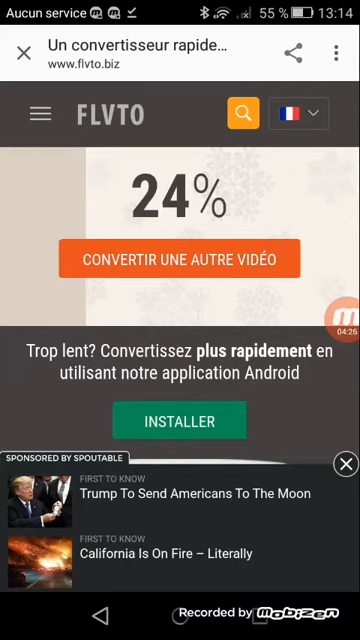 Aucun service 55 % 13:14
Un convertisseur rapide…
www.flvto.biz
FLVTO
24%
CONVERTIR UNE AUTRE VIDÉO
04:26
Trop lent? Convertissez plus rapidement en
utilisant notre application Android
INSTALLER
SPONSORED BY SPOUTABLE
FIRST TO KNOW
Trump To Send Americans To The Moon
FIRST TO KNOW
California Is On Fire – Literally
Recorded by mobizen